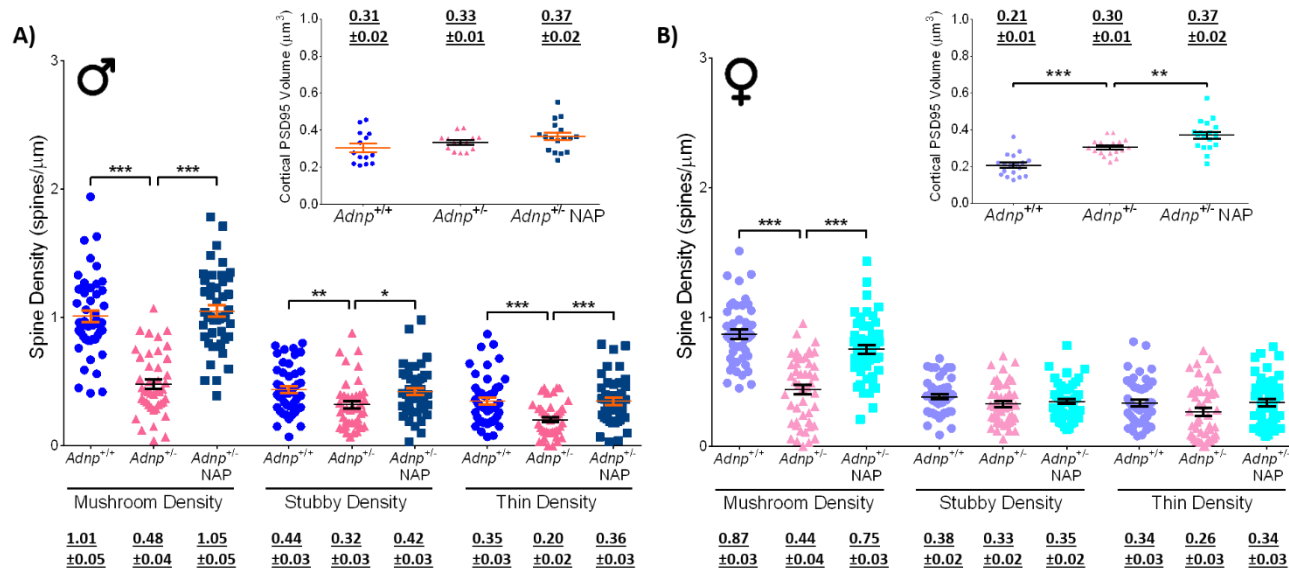 A)
♂
Spine Density (spines/μm)
3
2
1
0
*** ***
** *
*** ***
Adnp+/+ Adnp+/- Adnp+/- NAP Adnp+/+ Adnp+/- Adnp+/- NAP Adnp+/+ Adnp+/- Adnp+/- NAP
Mushroom Density Stubby Density Thin Density
1.01 0.48 1.05 0.44 0.32 0.42 0.35 0.20 0.36
±0.05 ±0.04 ±0.05 ±0.03 ±0.03 ±0.03 ±0.03 ±0.02 ±0.03
0.31 0.33 0.37
±0.02 ±0.01 ±0.02
Cortical PSD95 Volume (μm³)
1.0
0.8
0.6
0.4
0.2
0.0
Adnp+/+ Adnp+/- Adnp+/- NAP
B)
♀
3
2
1
0
Spine Density (spines/μm)
*** ***
Adnp+/+ Adnp+/- Adnp+/- NAP Adnp+/+ Adnp+/- Adnp+/- NAP Adnp+/+ Adnp+/- Adnp+/- NAP
Mushroom Density Stubby Density Thin Density
0.87 0.44 0.75 0.38 0.33 0.35 0.34 0.26 0.34
±0.03 ±0.04 ±0.03 ±0.02 ±0.02 ±0.02 ±0.03 ±0.03 ±0.03
0.21 0.30 0.37
±0.01 ±0.01 ±0.02
Cortical PSD95 Volume (μm³)
1.0
0.8
0.6
0.4
0.2
0.0
*** **
Adnp+/+ Adnp+/- Adnp+/- NAP